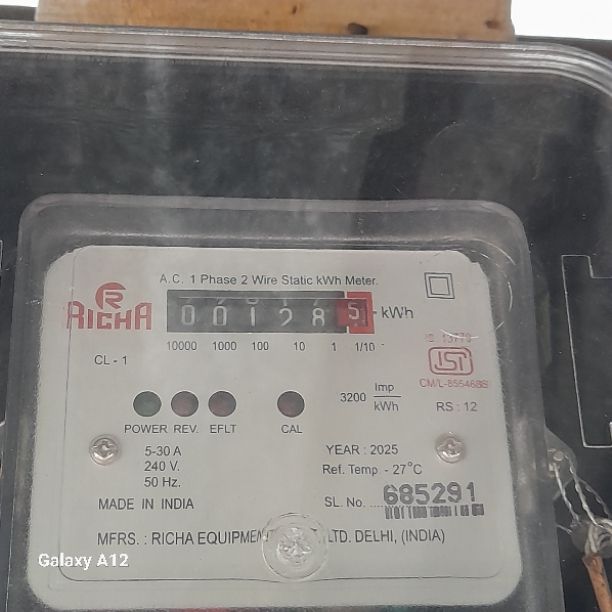 A.C. 1 Phase 2 Wire Static kWh Meter.
R
RICHA
0 0 1 2 8 5 kWh
10000 1000 100 10 1 1/10
CL - 1
ISI
3200 Imp/kWh
RS : 12
POWER REV. EFLT CAL
5-30 A
240 V.
50 Hz.
YEAR : 2025
Ref. Temp. - 27°C
MADE IN INDIA
SL. No. 685291
MFRS. : RICHA LTD. DELHI, (INDIA)
Galaxy A12